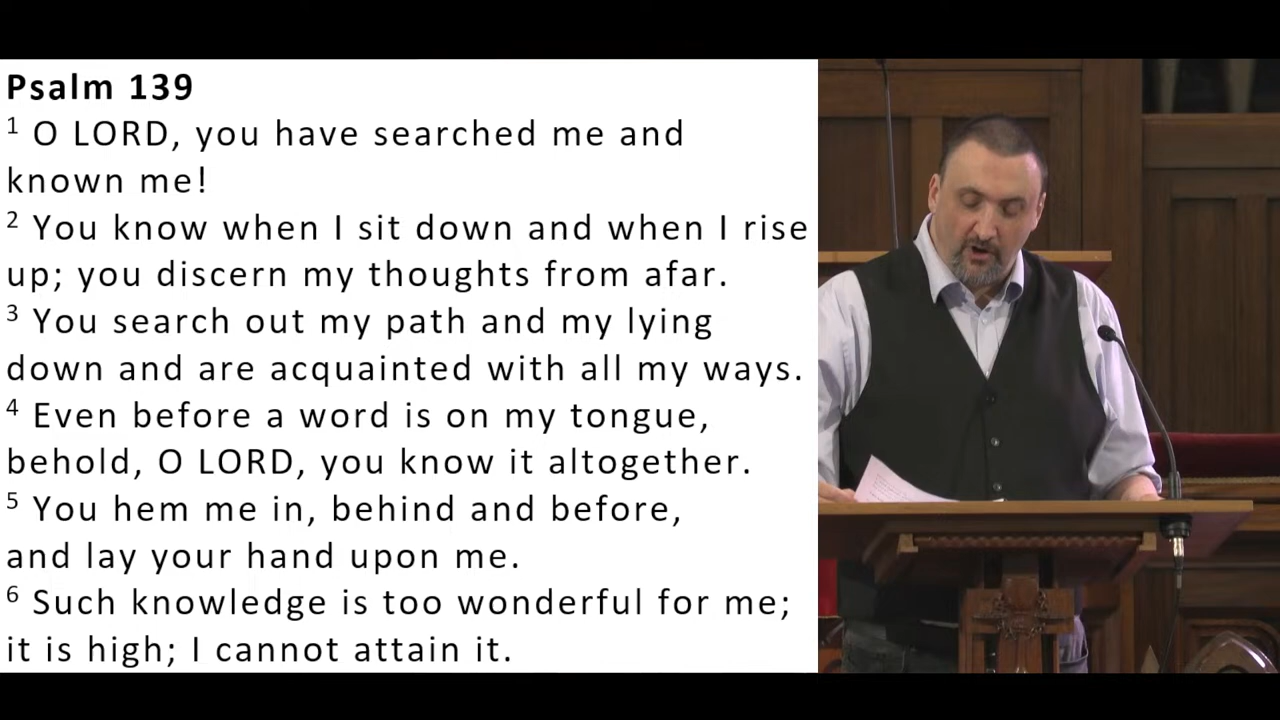 Psalm 139
1 O LORD, you have searched me and
known me!
2 You know when I sit down and when I rise
up; you discern my thoughts from afar.
3 You search out my path and my lying
down and are acquainted with all my ways.
4 Even before a word is on my tongue,
behold, O LORD, you know it altogether.
5 You hem me in, behind and before,
and lay your hand upon me.
6 Such knowledge is too wonderful for me;
it is high; I cannot attain it.